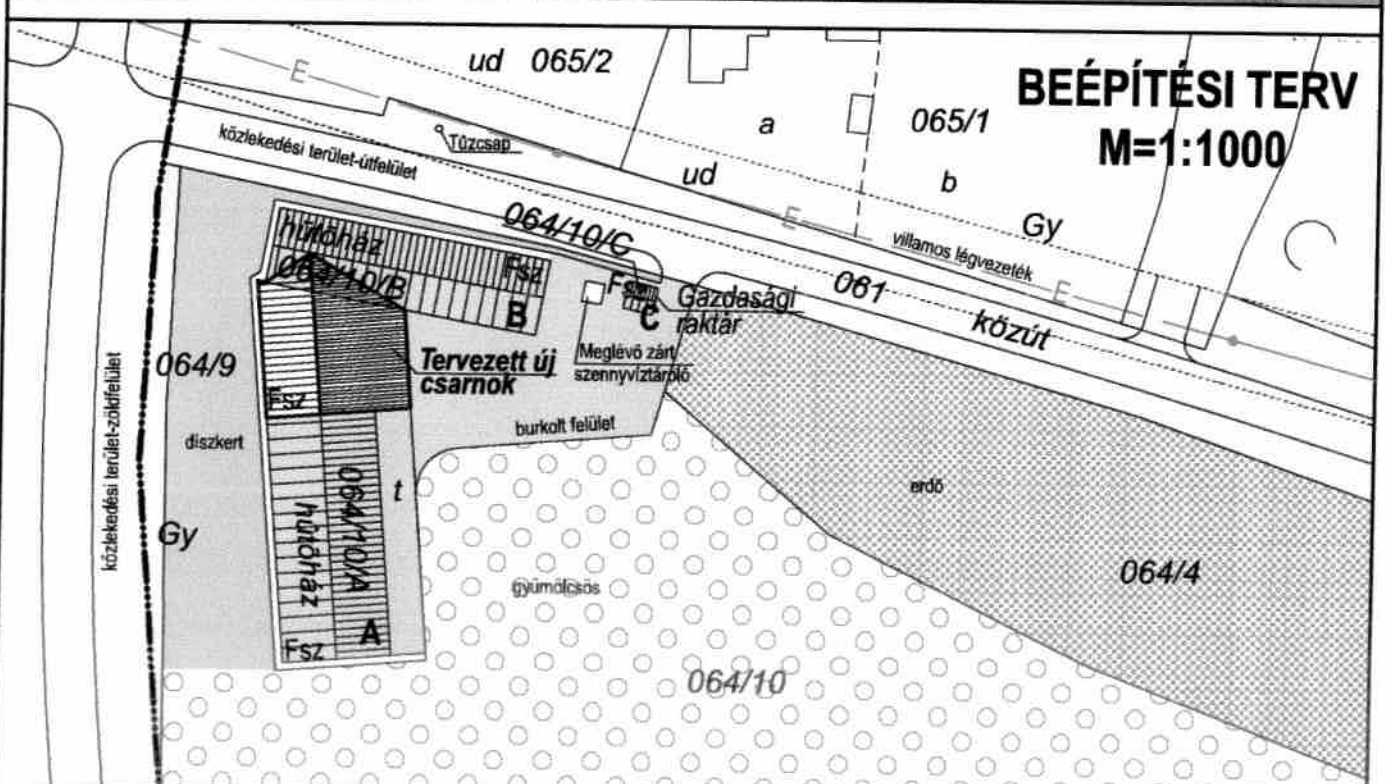 BEÉPÍTÉSI TERV
M=1:1000
ud 065/2
E
Tűzcsap
közlekedési terület-útfelület
a
065/1
ud
b
Gy
E
villamos légvezeték
E
061
közút
064/10/C
hűtőház
064/10/B
Fsz
B
Fsz
C
Gazdasági
raktár
Meglévő zárt
szennyvíztároló
Tervezett új
csarnok
064/9
Fsz
díszkert
burkolt felület
közlekedési terület-zöldfelület
Gy
t
064/10/A
hűtőház
Fsz
A
gyümölcsös
erdő
064/4
064/10